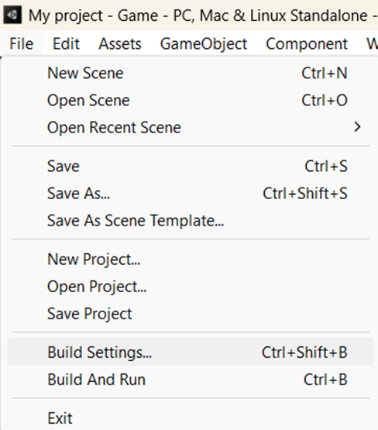 My project - Game - PC, Mac & Linux Standalone -
File Edit Assets GameObject Component W
New Scene Ctrl+N
Open Scene Ctrl+O
Open Recent Scene >
Save Ctrl+S
Save As... Ctrl+Shift+S
Save As Scene Template...
New Project...
Open Project...
Save Project
Build Settings... Ctrl+Shift+B
Build And Run Ctrl+B
Exit